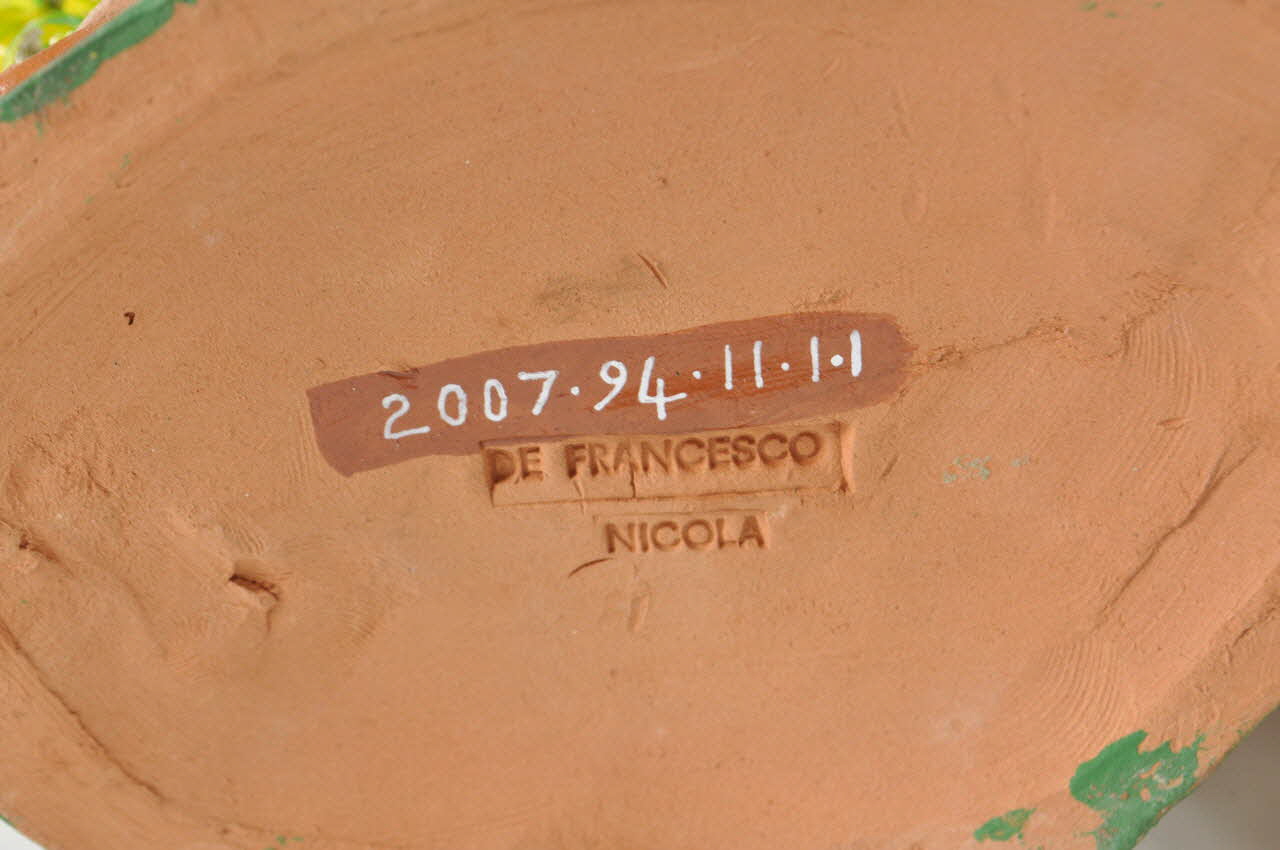 2007.94.11.1.1
DE FRANCESCO
NICOLA